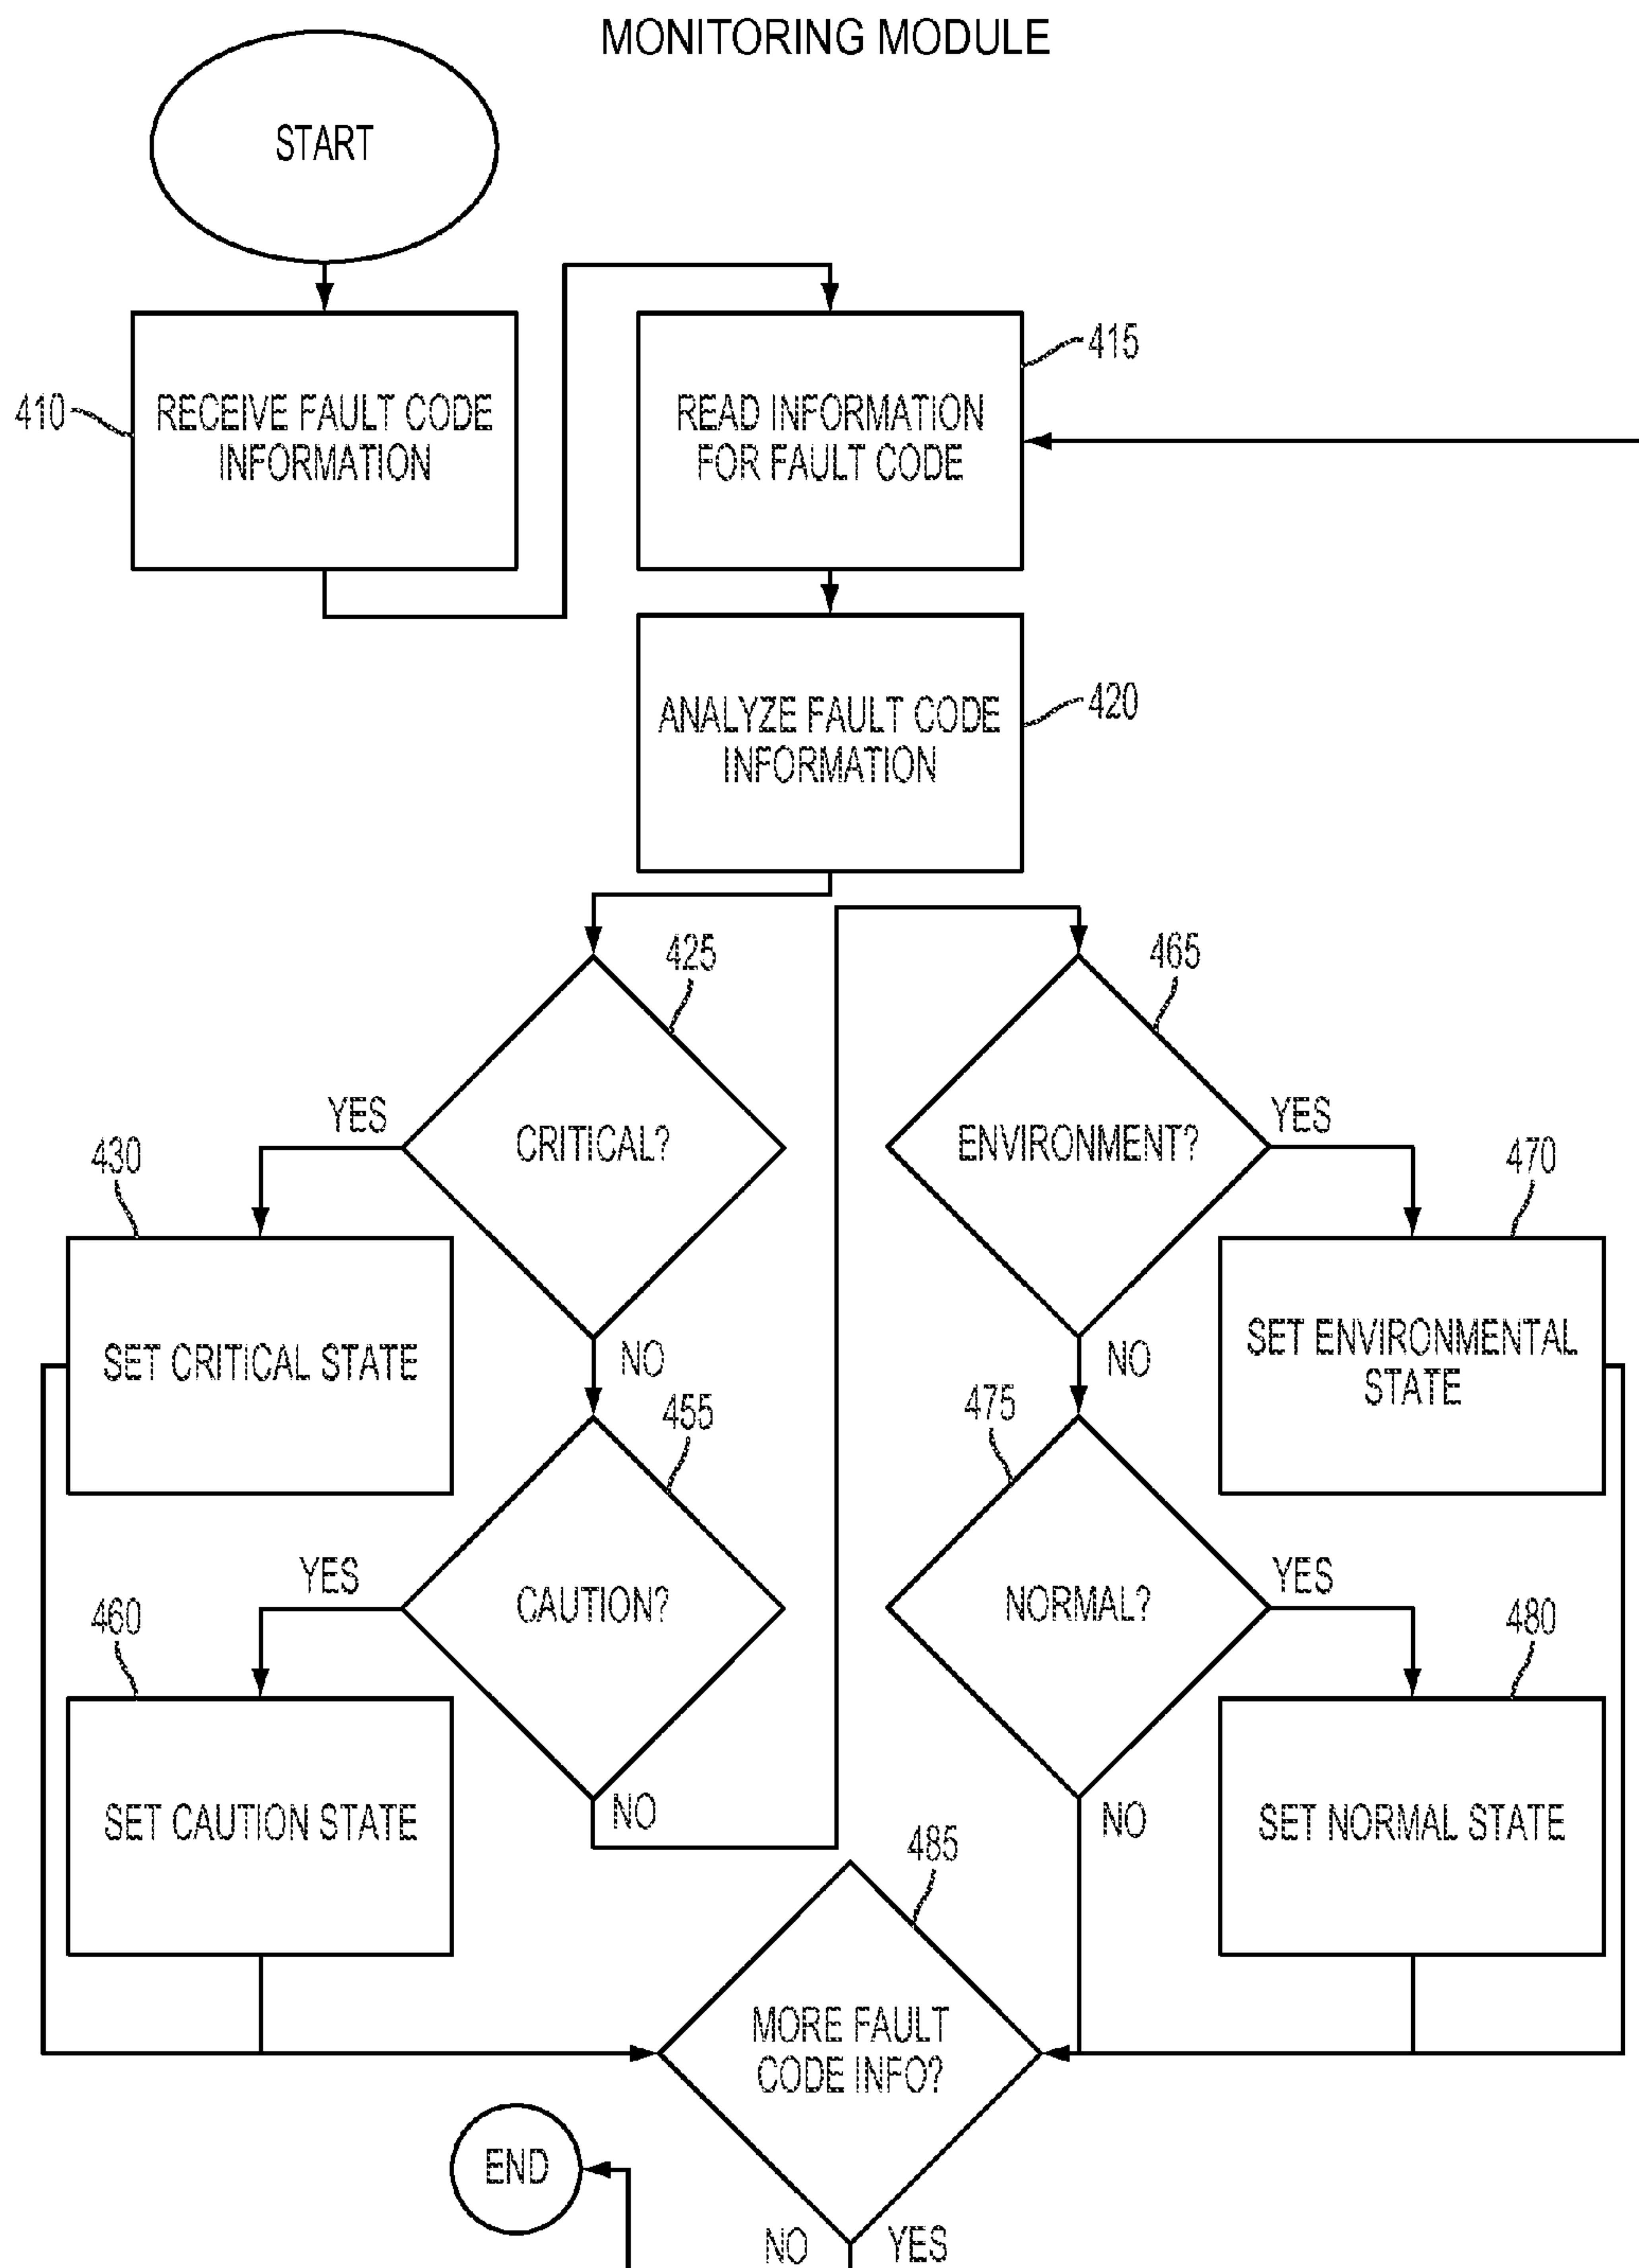 MONITORING MODULE
START
410
RECEIVE FAULT CODE
INFORMATION
415
READ INFORMATION
FOR FAULT CODE
420
ANALYZE FAULT CODE
INFORMATION
425
CRITICAL?
YES
NO
430
SET CRITICAL STATE
455
CAUTION?
YES
NO
460
SET CAUTION STATE
465
ENVIRONMENT?
YES
NO
470
SET ENVIRONMENTAL
STATE
475
NORMAL?
YES
NO
480
SET NORMAL STATE
485
MORE FAULT
CODE INFO?
NO
YES
END